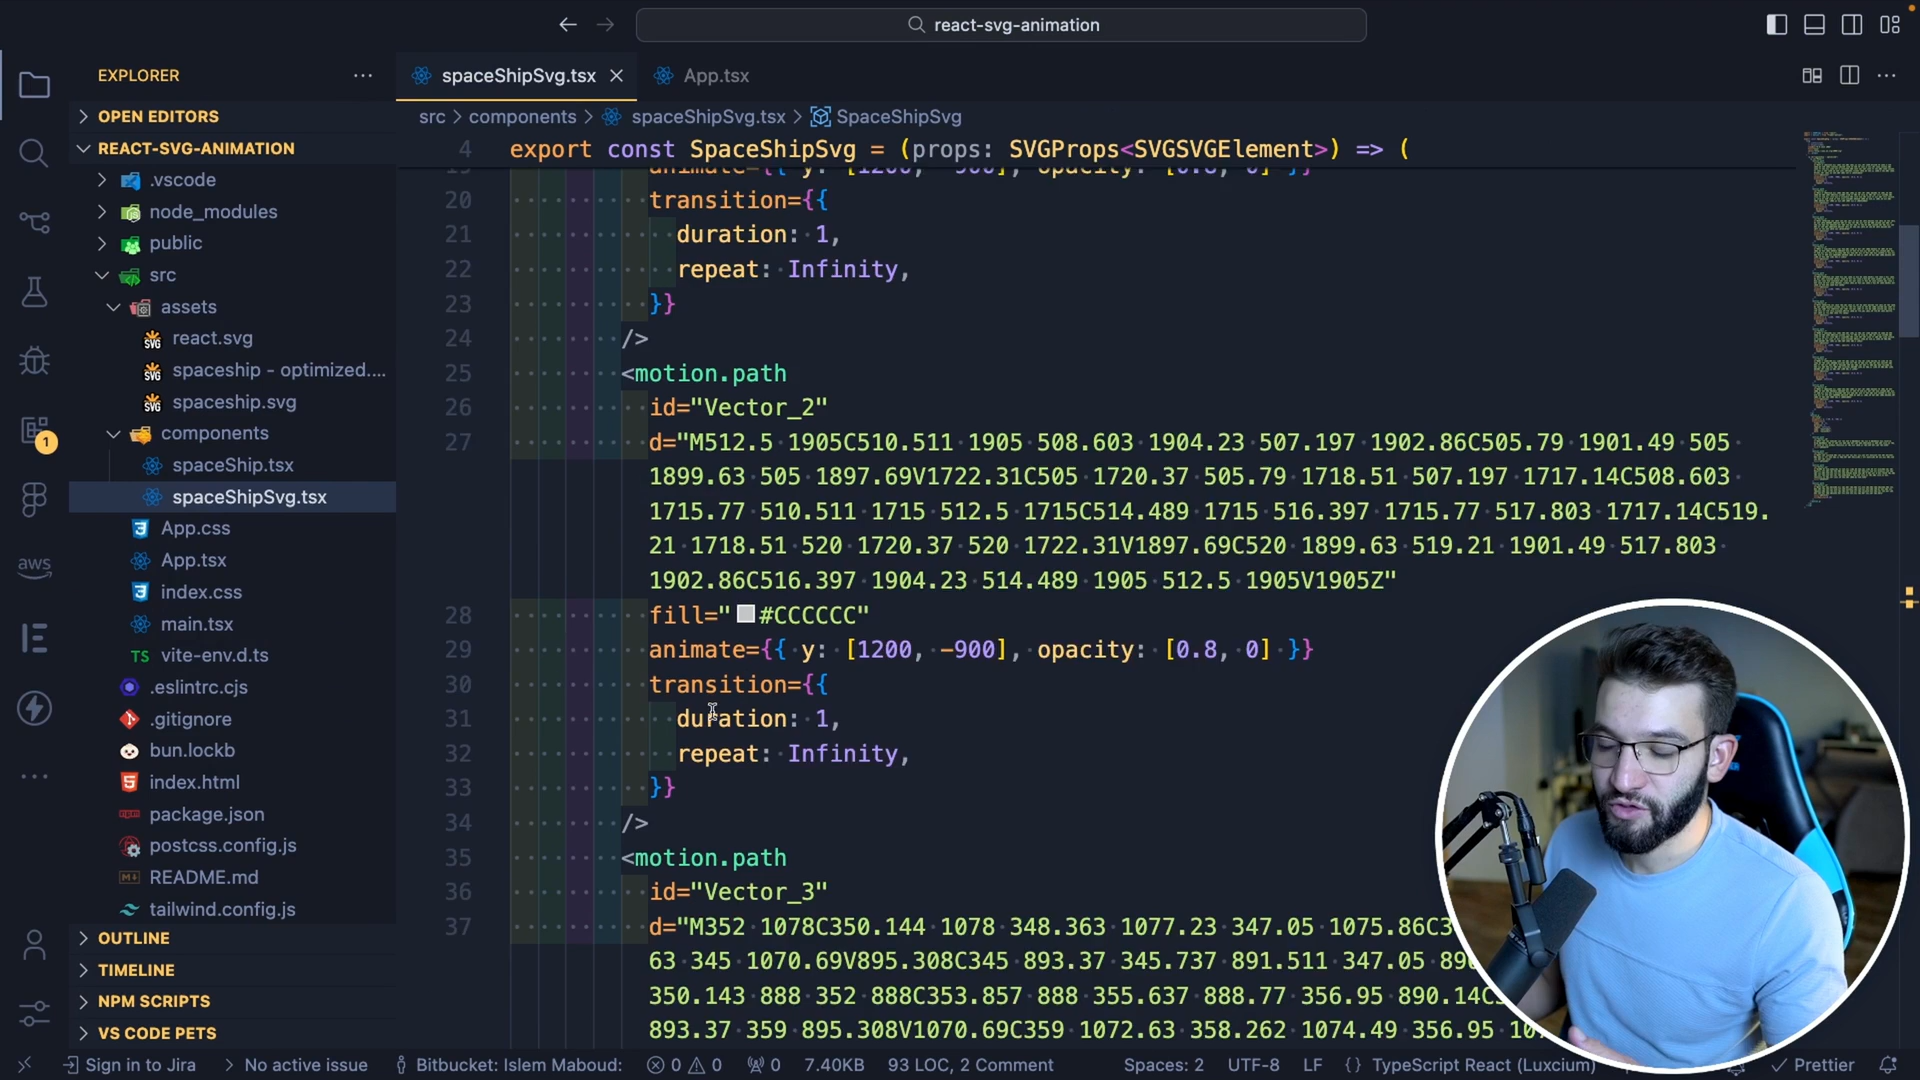 react-svg-animation
EXPLORER
spaceShipSvg.tsx
App.tsx
src > components > spaceShipSvg.tsx > SpaceShipSvg
OPEN EDITORS
REACT-SVG-ANIMATION
.vscode
node_modules
public
src
assets
react.svg
spaceship - optimized....
spaceship.svg
components
spaceShip.tsx
spaceShipSvg.tsx
App.css
App.tsx
index.css
main.tsx
TS vite-env.d.ts
.eslintrc.cjs
.gitignore
bun.lockb
index.html
package.json
postcss.config.js
README.md
tailwind.config.js
OUTLINE
TIMELINE
NPM SCRIPTS
VS CODE PETS
1
aws
4 export const SpaceShipSvg = (props: SVGProps<SVGSVGElement>) => (
animate={{ y: [1200, -900], opacity: [0.8, 0] }}
20 transition={{
21 duration: 1,
22 repeat: Infinity,
23 }}
24 />
25 <motion.path
26 id="Vector_2"
27 d="M512.5 1905C510.511 1905 508.603 1904.23 507.197 1902.86C505.79 1901.49 505
1899.63 505 1897.69V1722.31C505 1720.37 505.79 1718.51 507.197 1717.14C508.603
1715.77 510.511 1715 512.5 1715C514.489 1715 516.397 1715.77 517.803 1717.14C519.
21 1718.51 520 1720.37 520 1722.31V1897.69C520 1899.63 519.21 1901.49 517.803
1902.86C516.397 1904.23 514.489 1905 512.5 1905V1905Z"
28 fill="#CCCCCC"
29 animate={{ y: [1200, -900], opacity: [0.8, 0] }}
30 transition={{
31 duration: 1,
32 repeat: Infinity,
33 }}
34 />
35 <motion.path
36 id="Vector_3"
37 d="M352 1078C350.144 1078 348.363 1077.23 347.05 1075.86C3
63 345 1070.69V895.308C345 893.37 345.737 891.511 347.05
350.143 888 352 888C353.857 888 355.637 888.77 356.95 890.14C
893.37 359 895.308V1070.69C359 1072.63 358.262 1074.49 356.95
Sign in to Jira
No active issue
Bitbucket: Islem Maboud:
0 0
0
7.40KB
93 LOC, 2 Comment
Spaces: 2
UTF-8
LF
{ } TypeScript React (Luxcium)
Prettier